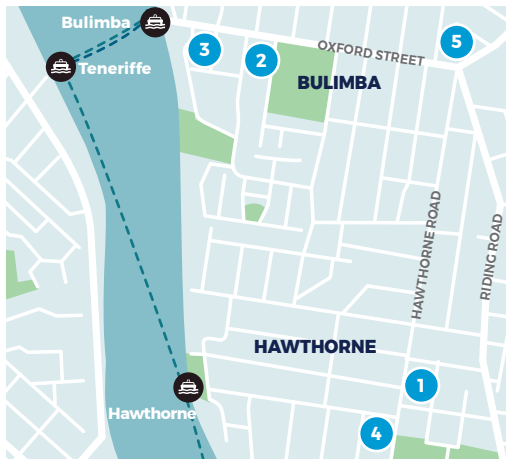 Bulimba
Teneriffe
3
2
OXFORD STREET
5
BULIMBA
HAWTHORNE ROAD
RIDING ROAD
HAWTHORNE
1
Hawthorne
4